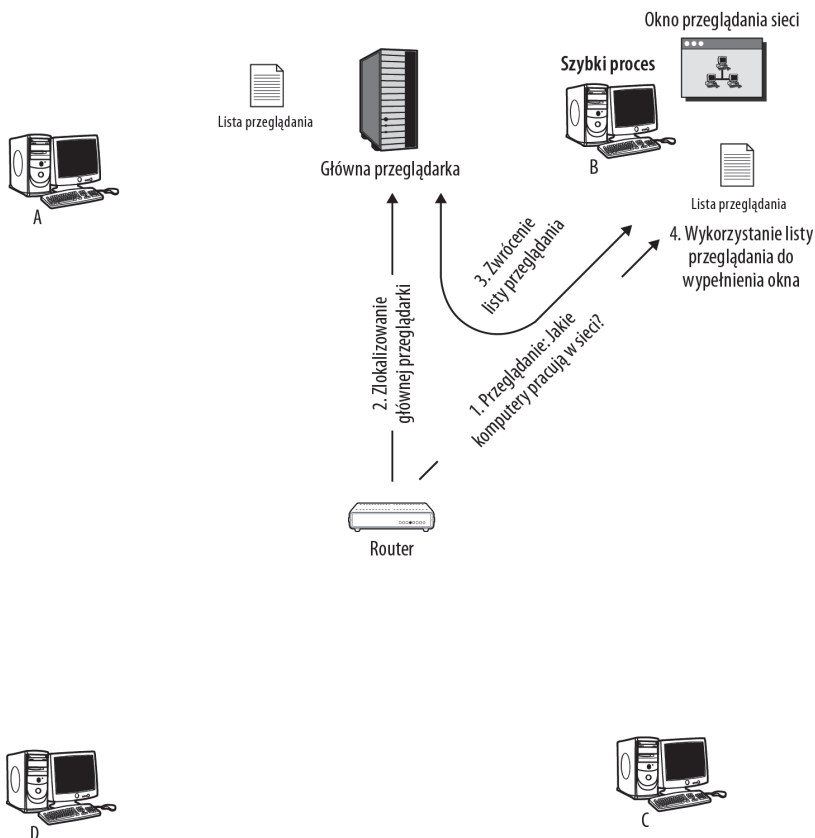 Okno przeglądania sieci
Szybki proces
Lista przeglądania
Główna przeglądarka
B
A
Lista przeglądania
3. Zwrócenie
listy przeglądania
4. Wykorzystanie listy
przeglądania do
wypełnienia okna
2. Zlokalizowanie
głównej przeglądarki
1. Przeglądanie: Jakie
komputery pracują w sieci?
Router
D
C